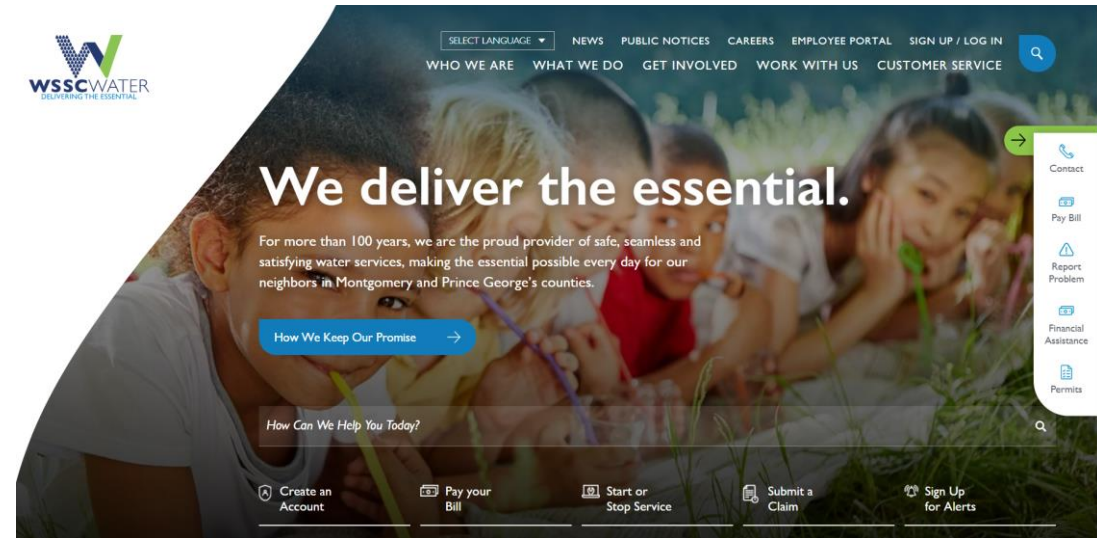 WSSCWATER
DELIVERING THE ESSENTIAL
SELECT LANGUAGE NEWS PUBLIC NOTICES CAREERS EMPLOYEE PORTAL SIGN UP / LOG IN
WHO WE ARE WHAT WE DO GET INVOLVED WORK WITH US CUSTOMER SERVICE
We deliver the essential.
For more than 100 years, we are the proud provider of safe, seamless and
satisfying water services, making the essential possible every day for our
neighbors in Montgomery and Prince George's counties.
How We Keep Our Promise
How Can We Help You Today?
Create an
Account
Pay your
Bill
Start or
Stop Service
Submit a
Claim
Sign Up
for Alerts
Contact
Pay Bill
Report
Problem
Financial
Assistance
Permits